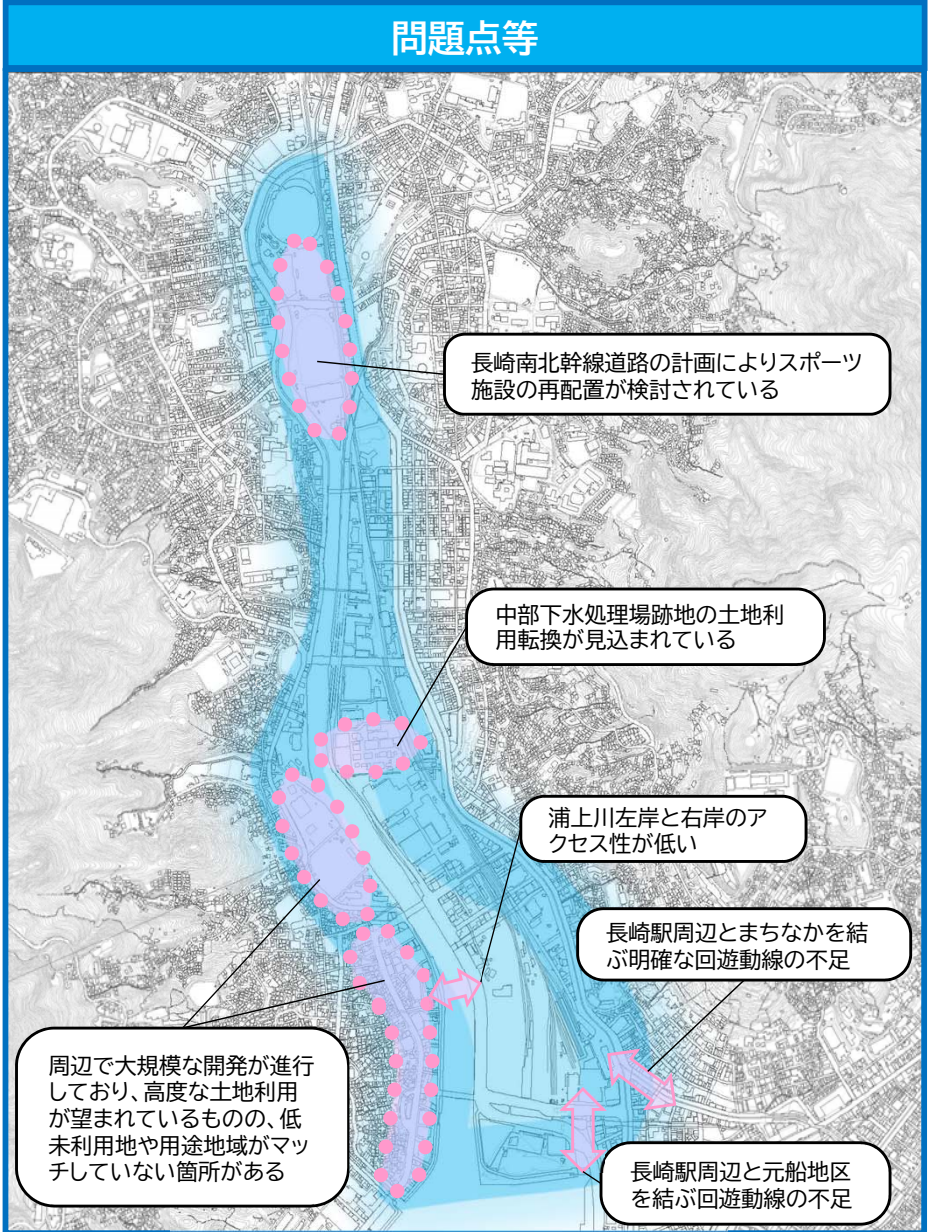 問題点等
長崎南北幹線道路の計画によりスポーツ
施設の再配置が検討されている
中部下水処理場跡地の土地利
用転換が見込まれている
浦上川左岸と右岸のア
クセス性が低い
長崎駅周辺とまちなかを結
ぶ明確な回遊動線の不足
周辺で大規模な開発が進行
しており、高度な土地利用
が望まれているものの、低
未利用地や用途地域がマッ
チしていない箇所がある
長崎駅周辺と元船地区
を結ぶ回遊動線の不足